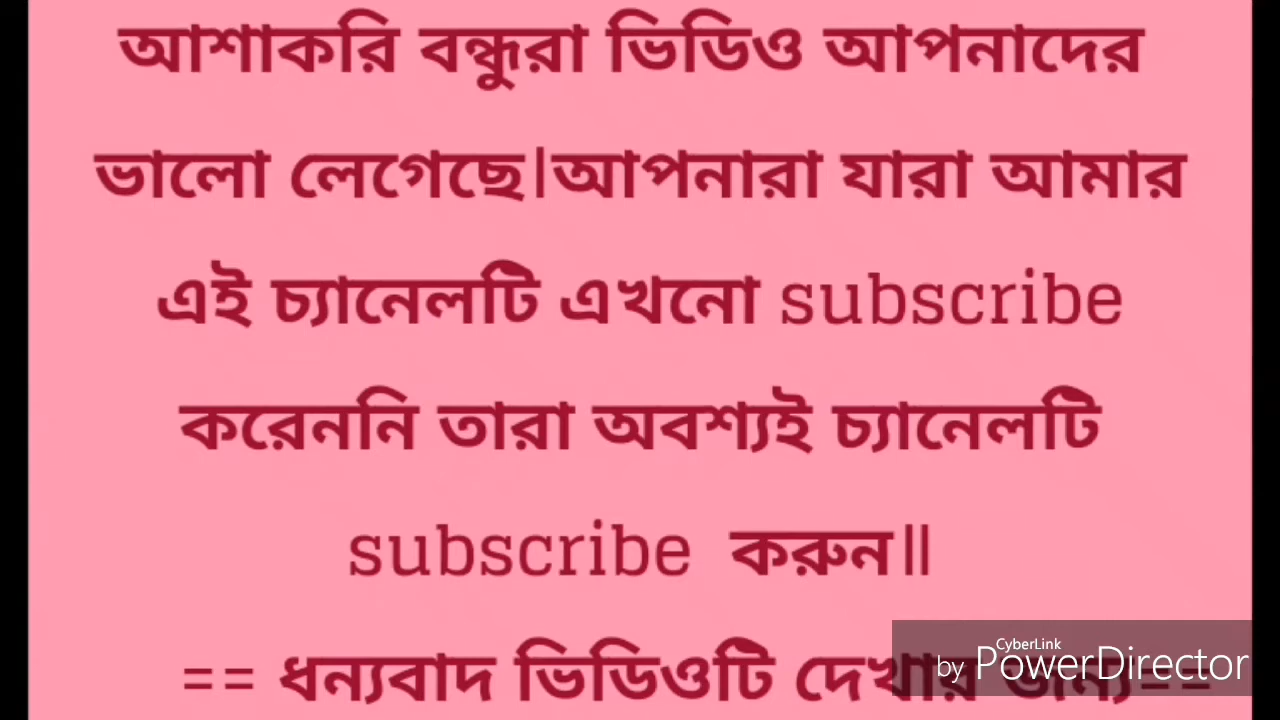 আশাকরি বন্ধুরা ভিডিও আপনাদের
ভালো লেগেছে।আপনারা যারা আমার
এই চ্যানেলটি এখনো subscribe
করেননি তারা অবশ্যই চ্যানেলটি
subscribe করুন॥
== ধন্যবাদ ভিডিওটি দেখার জন্য==
CyberLink
by PowerDirector